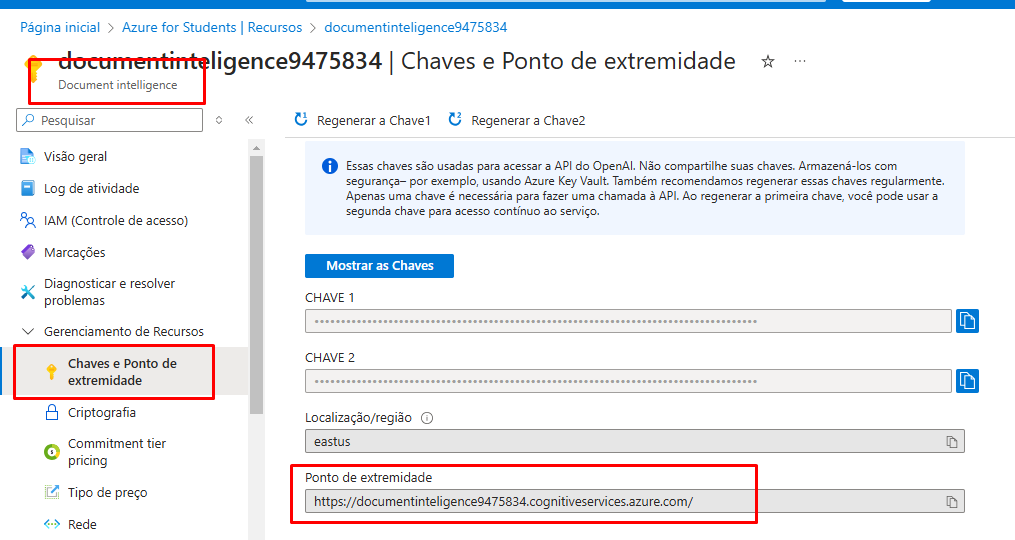 Página inicial > Azure for Students | Recursos > documentinteligence9475834
documentinteligence9475834 | Chaves e Ponto de extremidade
Document intelligence
Pesquisar
Regenerar a Chave1
Regenerar a Chave2
Visão geral
Log de atividade
IAM (Controle de acesso)
Marcações
Diagnosticar e resolver
problemas
Gerenciamento de Recursos
Chaves e Ponto de
extremidade
Criptografia
Commitment tier
pricing
Tipo de preço
Rede
Essas chaves são usadas para acessar a API do OpenAI. Não compartilhe suas chaves. Armazená-los com
segurança– por exemplo, usando Azure Key Vault. Também recomendamos regenerar essas chaves regularmente.
Apenas uma chave é necessária para fazer uma chamada à API. Ao regenerar a primeira chave, você pode usar a
segunda chave para acesso contínuo ao serviço.
Mostrar as Chaves
CHAVE 1
CHAVE 2
Localização/região
eastus
Ponto de extremidade
https://documentinteligence9475834.cognitiveservices.azure.com/